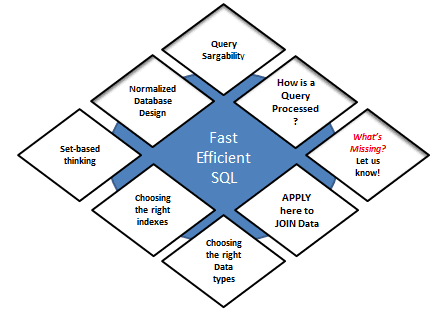 Query
Sargability
Normalized
Database
Design
How is a
Query
Processed
?
Set-based
thinking
Fast
Efficient
SQL
What's
Missing?
Let us
know!
Choosing
the right
indexes
APPLY
here to
JOIN Data
Choosing
the right
Data
types